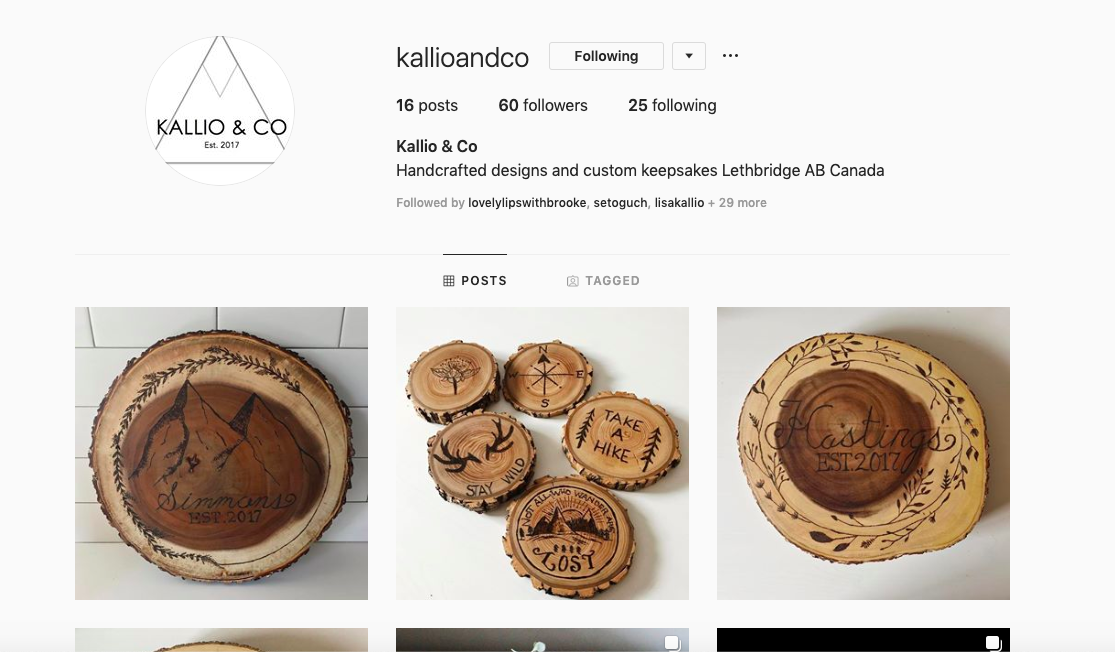 kallioandco Following
16 posts 60 followers 25 following
Kallio & Co
Handcrafted designs and custom keepsakes Lethbridge AB Canada
Followed by lovelylipswithbrooke, setoguch, lisakallio + 29 more
KALLIO & CO
Est. 2017
POSTS TAGGED
Simmons
EST. 2017
N
E
S
TAKE
A
HIKE
STAY WILD
NOT ALL WHO WANDER ARE
LOST
Hastings
EST. 2017